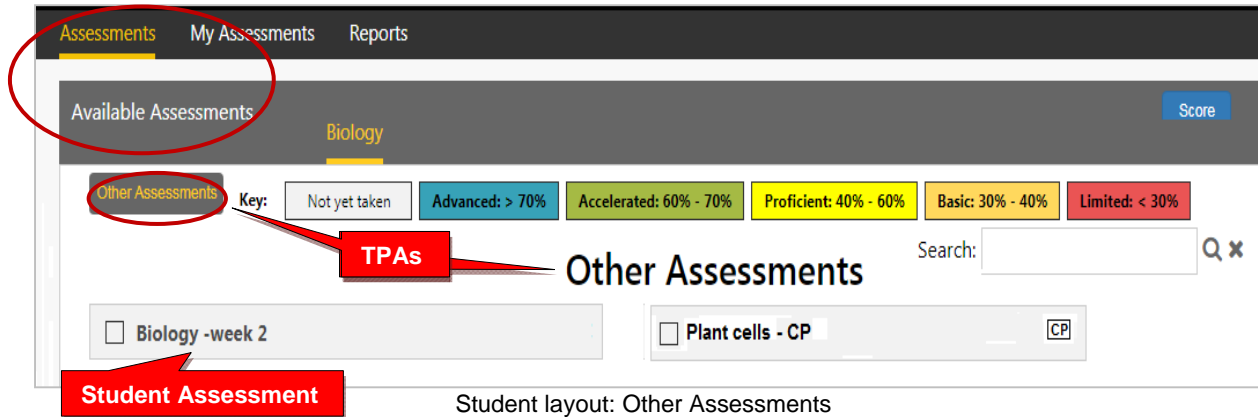 Assessments My Assessments Reports
Available Assessments
Biology
Score
Other Assessments Key: Not yet taken Advanced: > 70% Accelerated: 60% - 70% Proficient: 40% - 60% Basic: 30% - 40% Limited: < 30%
TPAs
Other Assessments
Search:
Biology -week 2
Plant cells - CP CP
Student Assessment
Student layout: Other Assessments